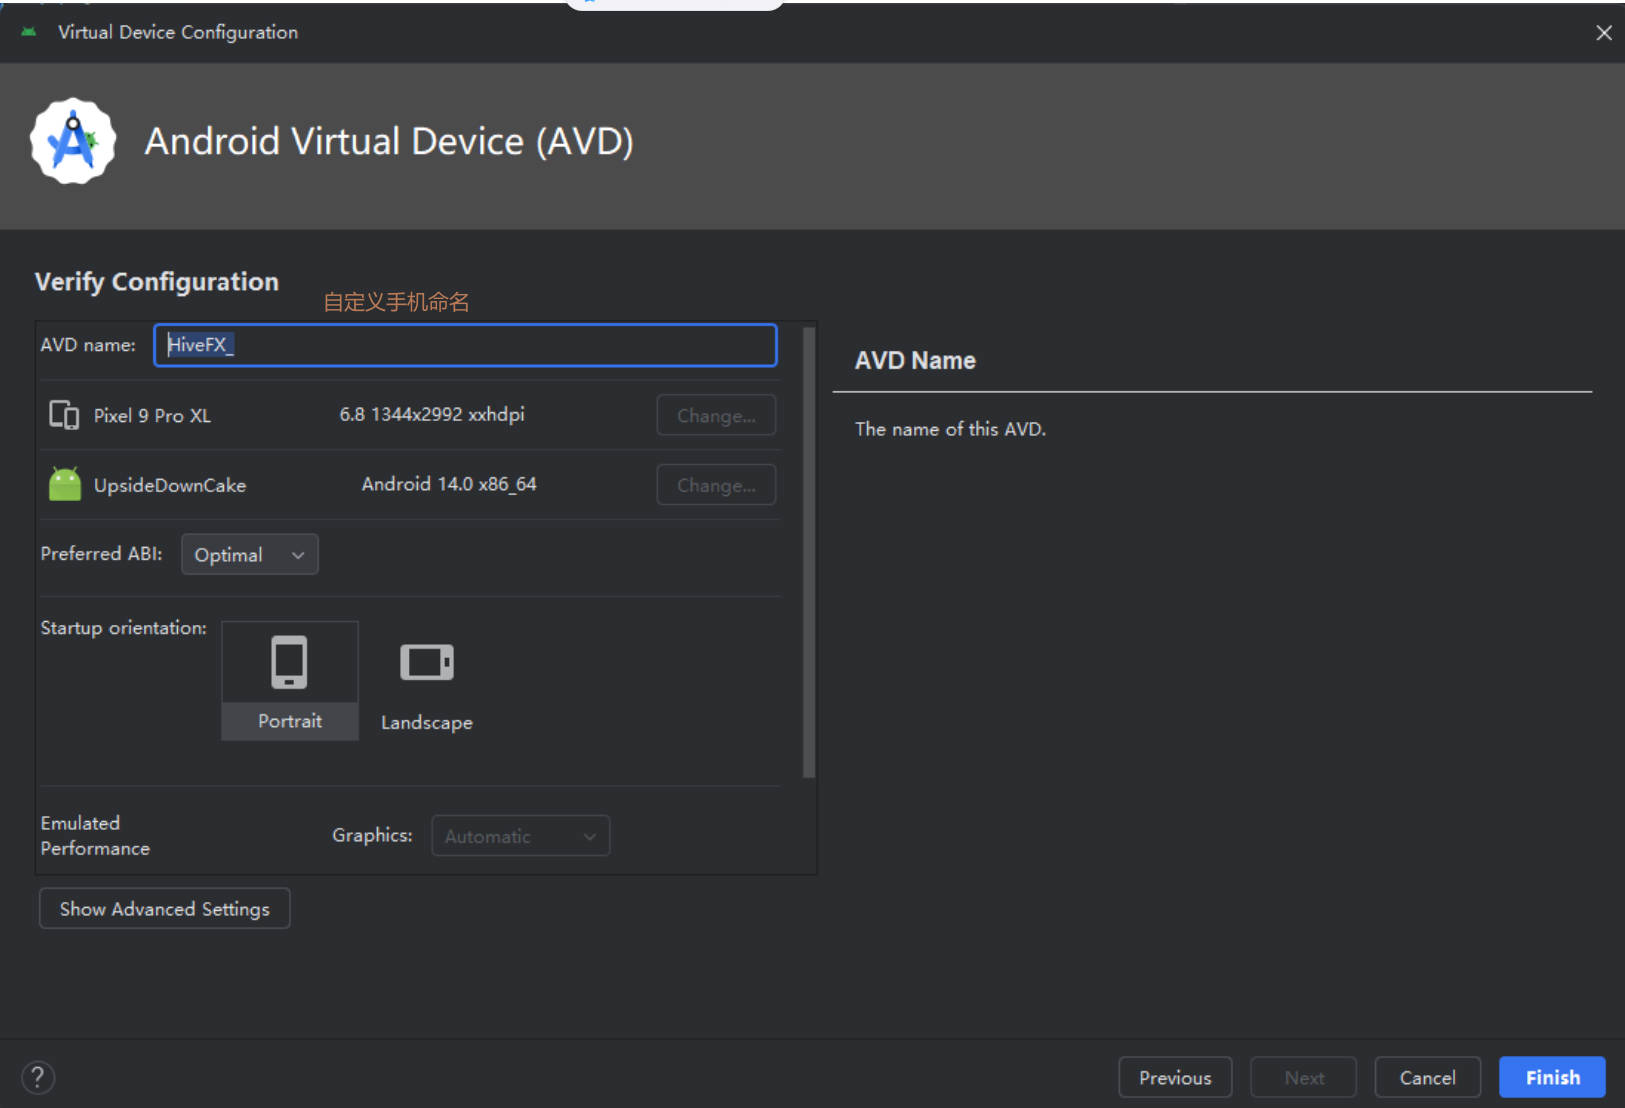 Virtual Device Configuration
Android Virtual Device (AVD)
Verify Configuration
自定义手机命名
AVD name: HiveFX_
Pixel 9 Pro XL 6.8 1344x2992 xxhdpi Change...
UpsideDownCake Android 14.0 x86_64 Change...
Preferred ABI: Optimal
Startup orientation:
Portrait Landscape
Emulated
Performance
Graphics: Automatic
Show Advanced Settings
AVD Name
The name of this AVD.
?
Previous Next Cancel Finish